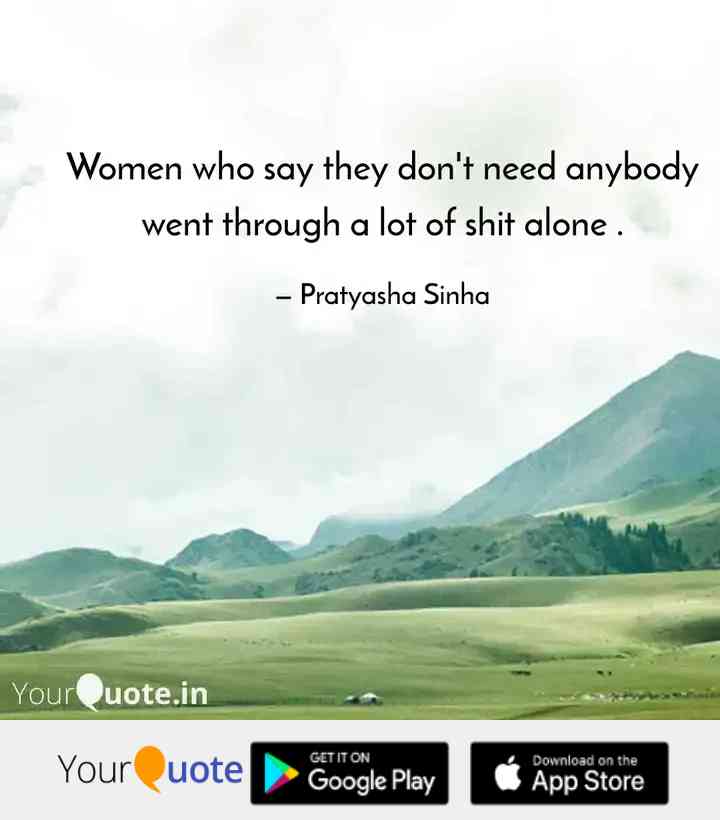 Women who say they don't need anybody
went through a lot of shit alone .
– Pratyasha Sinha
YourQuote.in
YourQuote
GET IT ON
Google Play
Download on the
App Store